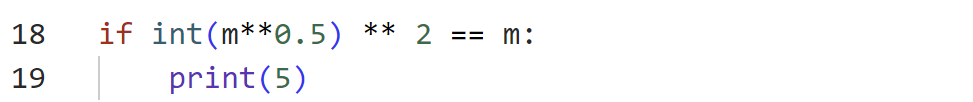 18 if int(m**0.5) ** 2 == m:
19     print(5)